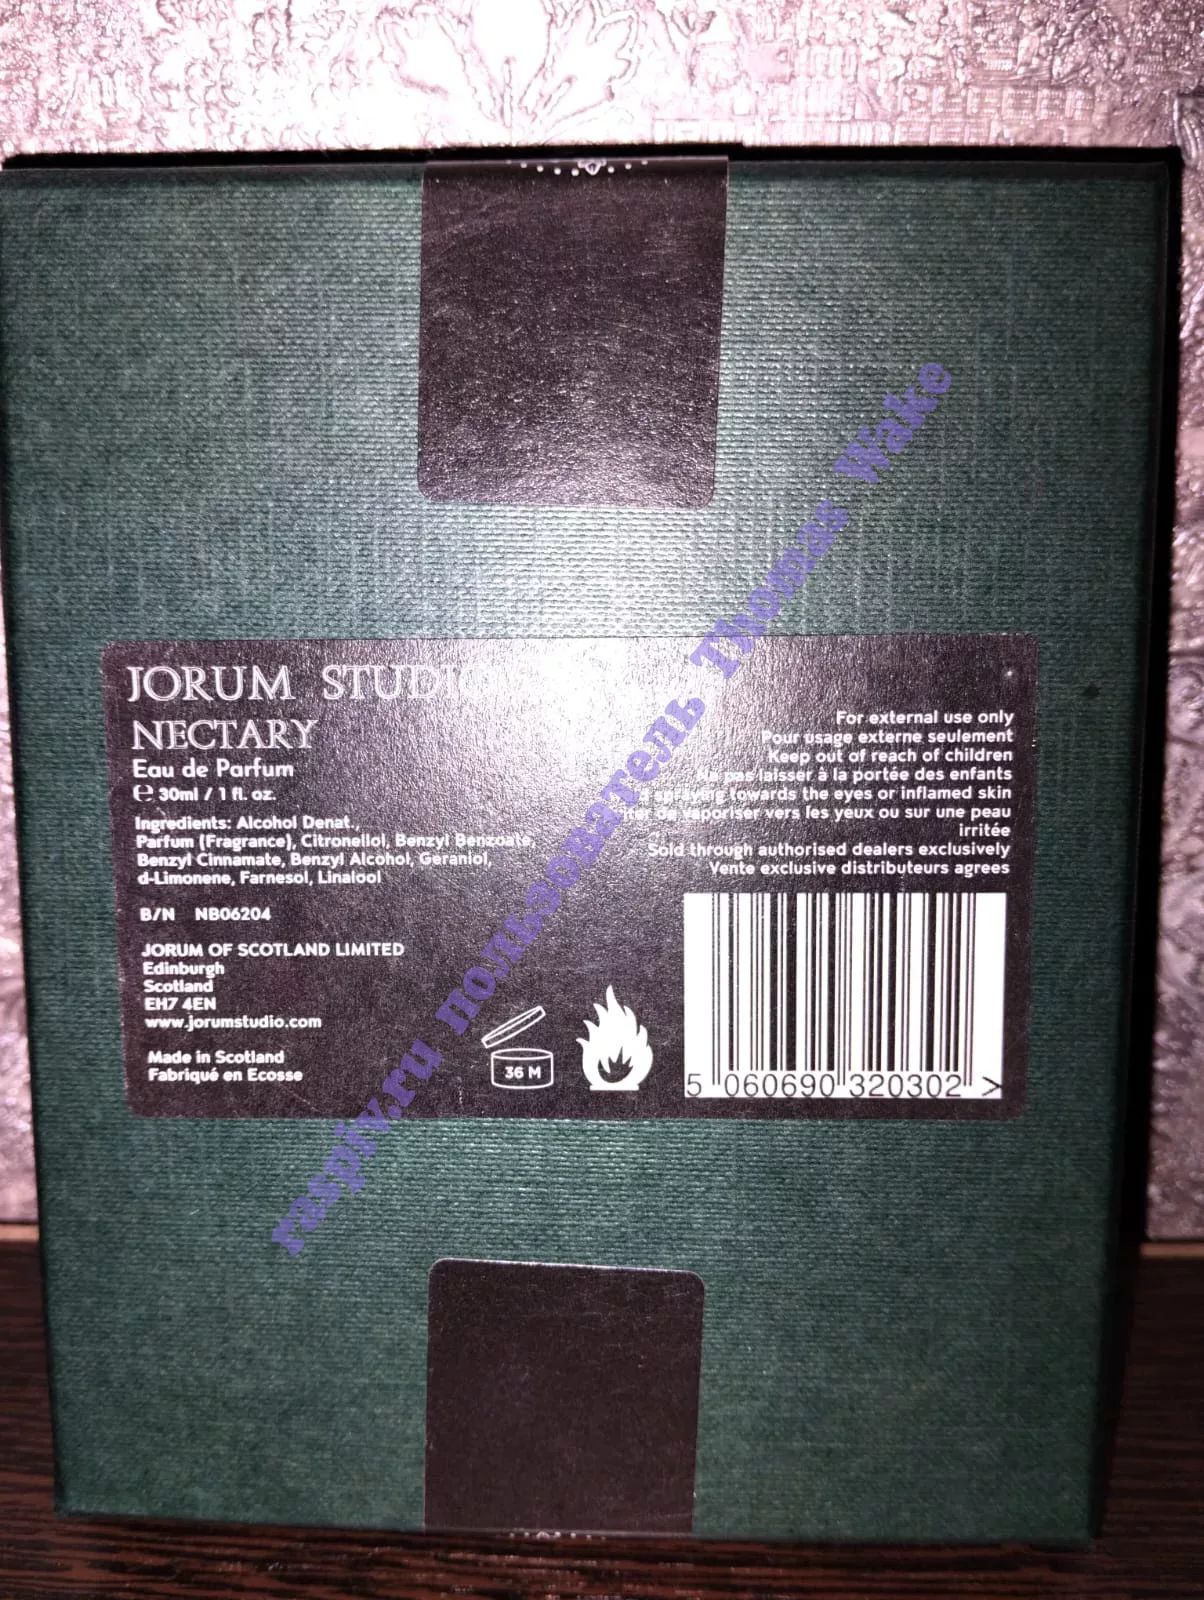 JORUM STUDIO
NECTARY
Eau de Parfum
℮ 30ml / 1 fl. oz.
Ingredients: Alcohol Denat.,
Parfum (Fragrance), Citronellol, Benzyl Benzoate,
Benzyl Cinnamate, Benzyl Alcohol, Geraniol,
d-Limonene, Farnesol, Linalool
B/N NB06204
JORUM OF SCOTLAND LIMITED
Edinburgh
Scotland
EH7 4EN
www.jorumstudio.com
Made in Scotland
Fabriqué en Ecosse
For external use only
Pour usage externe seulement
Keep out of reach of children
Ne pas laisser à la portée des enfants
spraying towards the eyes or inflamed skin
vaporiser vers les yeux ou sur une peau
irritée
Sold through authorised dealers exclusively
Vente exclusive distributeurs agrees
36 M
5 060690 320302 >
raspiv.ru пользователь Thomas Wake